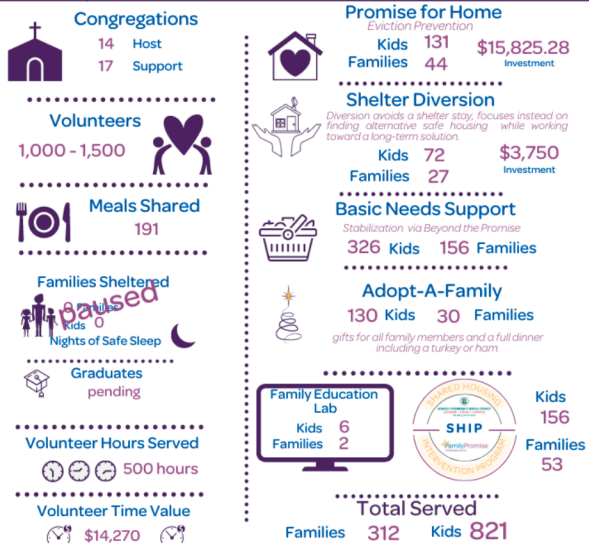 Congregations
14 Host
17 Support
Volunteers
1,000 - 1,500
Meals Shared
191
Families Sheltered
0 Families
paused
Kids 0
Nights of Safe Sleep
Graduates
pending
Volunteer Hours Served
500 hours
Volunteer Time Value
$14,270
Promise for Home
Eviction Prevention
Kids 131
Families 44
$15,825.28
Investment
Shelter Diversion
Diversion avoids a shelter stay, focuses instead on
finding alternative safe housing while working
toward a long-term solution.
Kids 72
Families 27
$3,750
Investment
Basic Needs Support
Stabilization via Beyond the Promise
326 Kids 156 Families
Adopt-A-Family
130 Kids 30 Families
gifts for all family members and a full dinner
including a turkey or ham
Family Education
Lab
Kids 6
Families 2
SHARED HOUSING
SHIP
FamilyPromise
INTERVENTION PROGRAM
Kids
156
Families
53
Total Served
Families 312 Kids 821